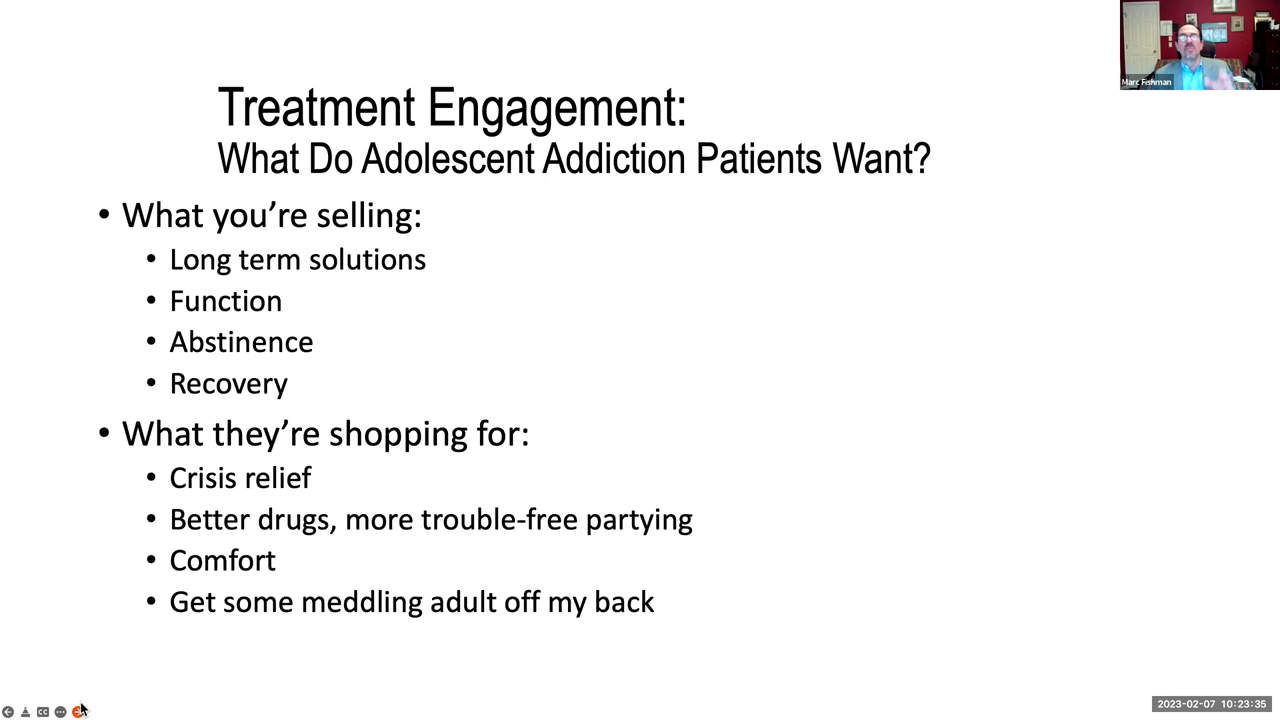 Marc Fishman
Treatment Engagement:
What Do Adolescent Addiction Patients Want?
• What you're selling:
• Long term solutions
• Function
• Abstinence
• Recovery
• What they're shopping for:
• Crisis relief
• Better drugs, more trouble-free partying
• Comfort
• Get some meddling adult off my back
CC
2023-02-07 10:23:35